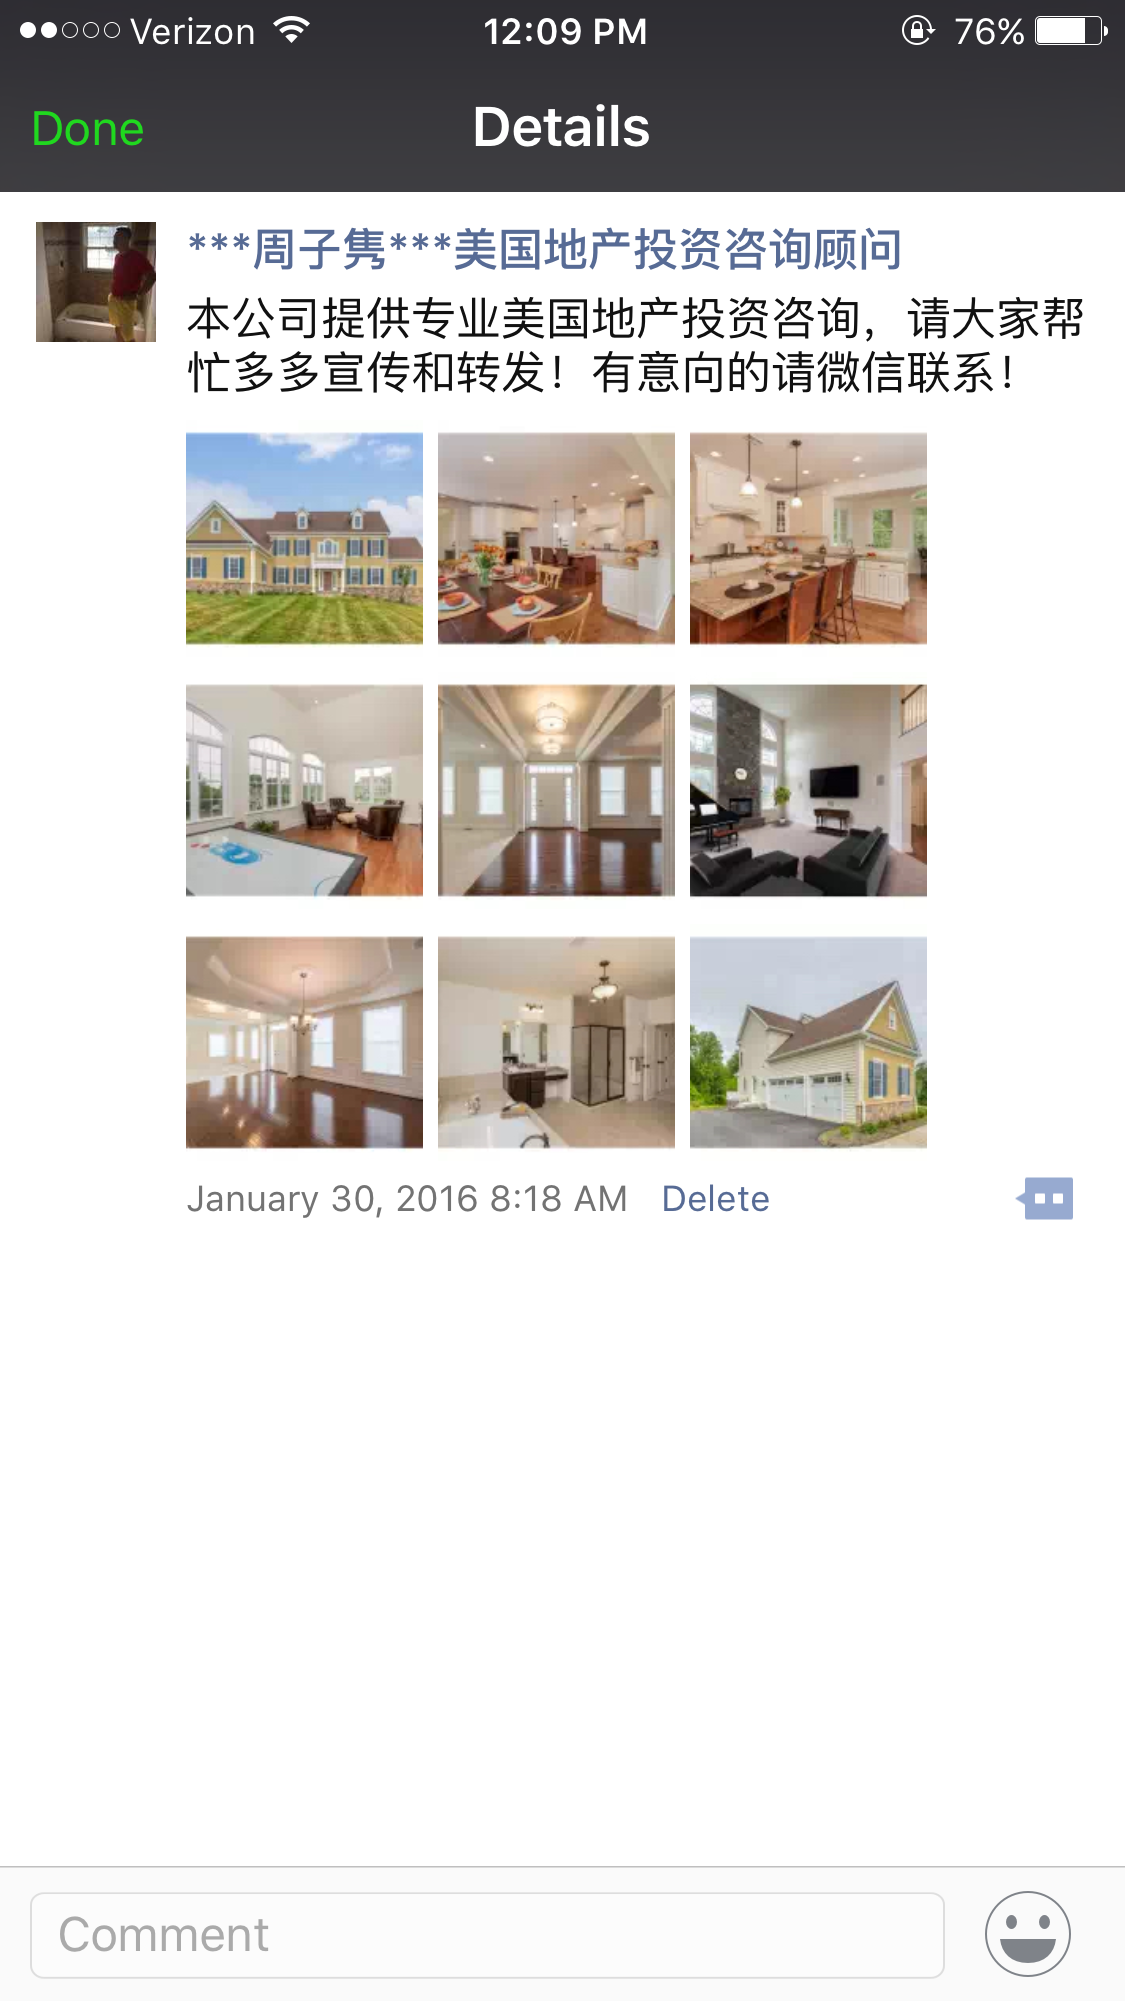 Verizon 12:09 PM 76%
Done Details
***周子隽***美国地产投资咨询顾问
本公司提供专业美国地产投资咨询，请大家帮
忙多多宣传和转发！有意向的请微信联系！
January 30, 2016 8:18 AM Delete
Comment